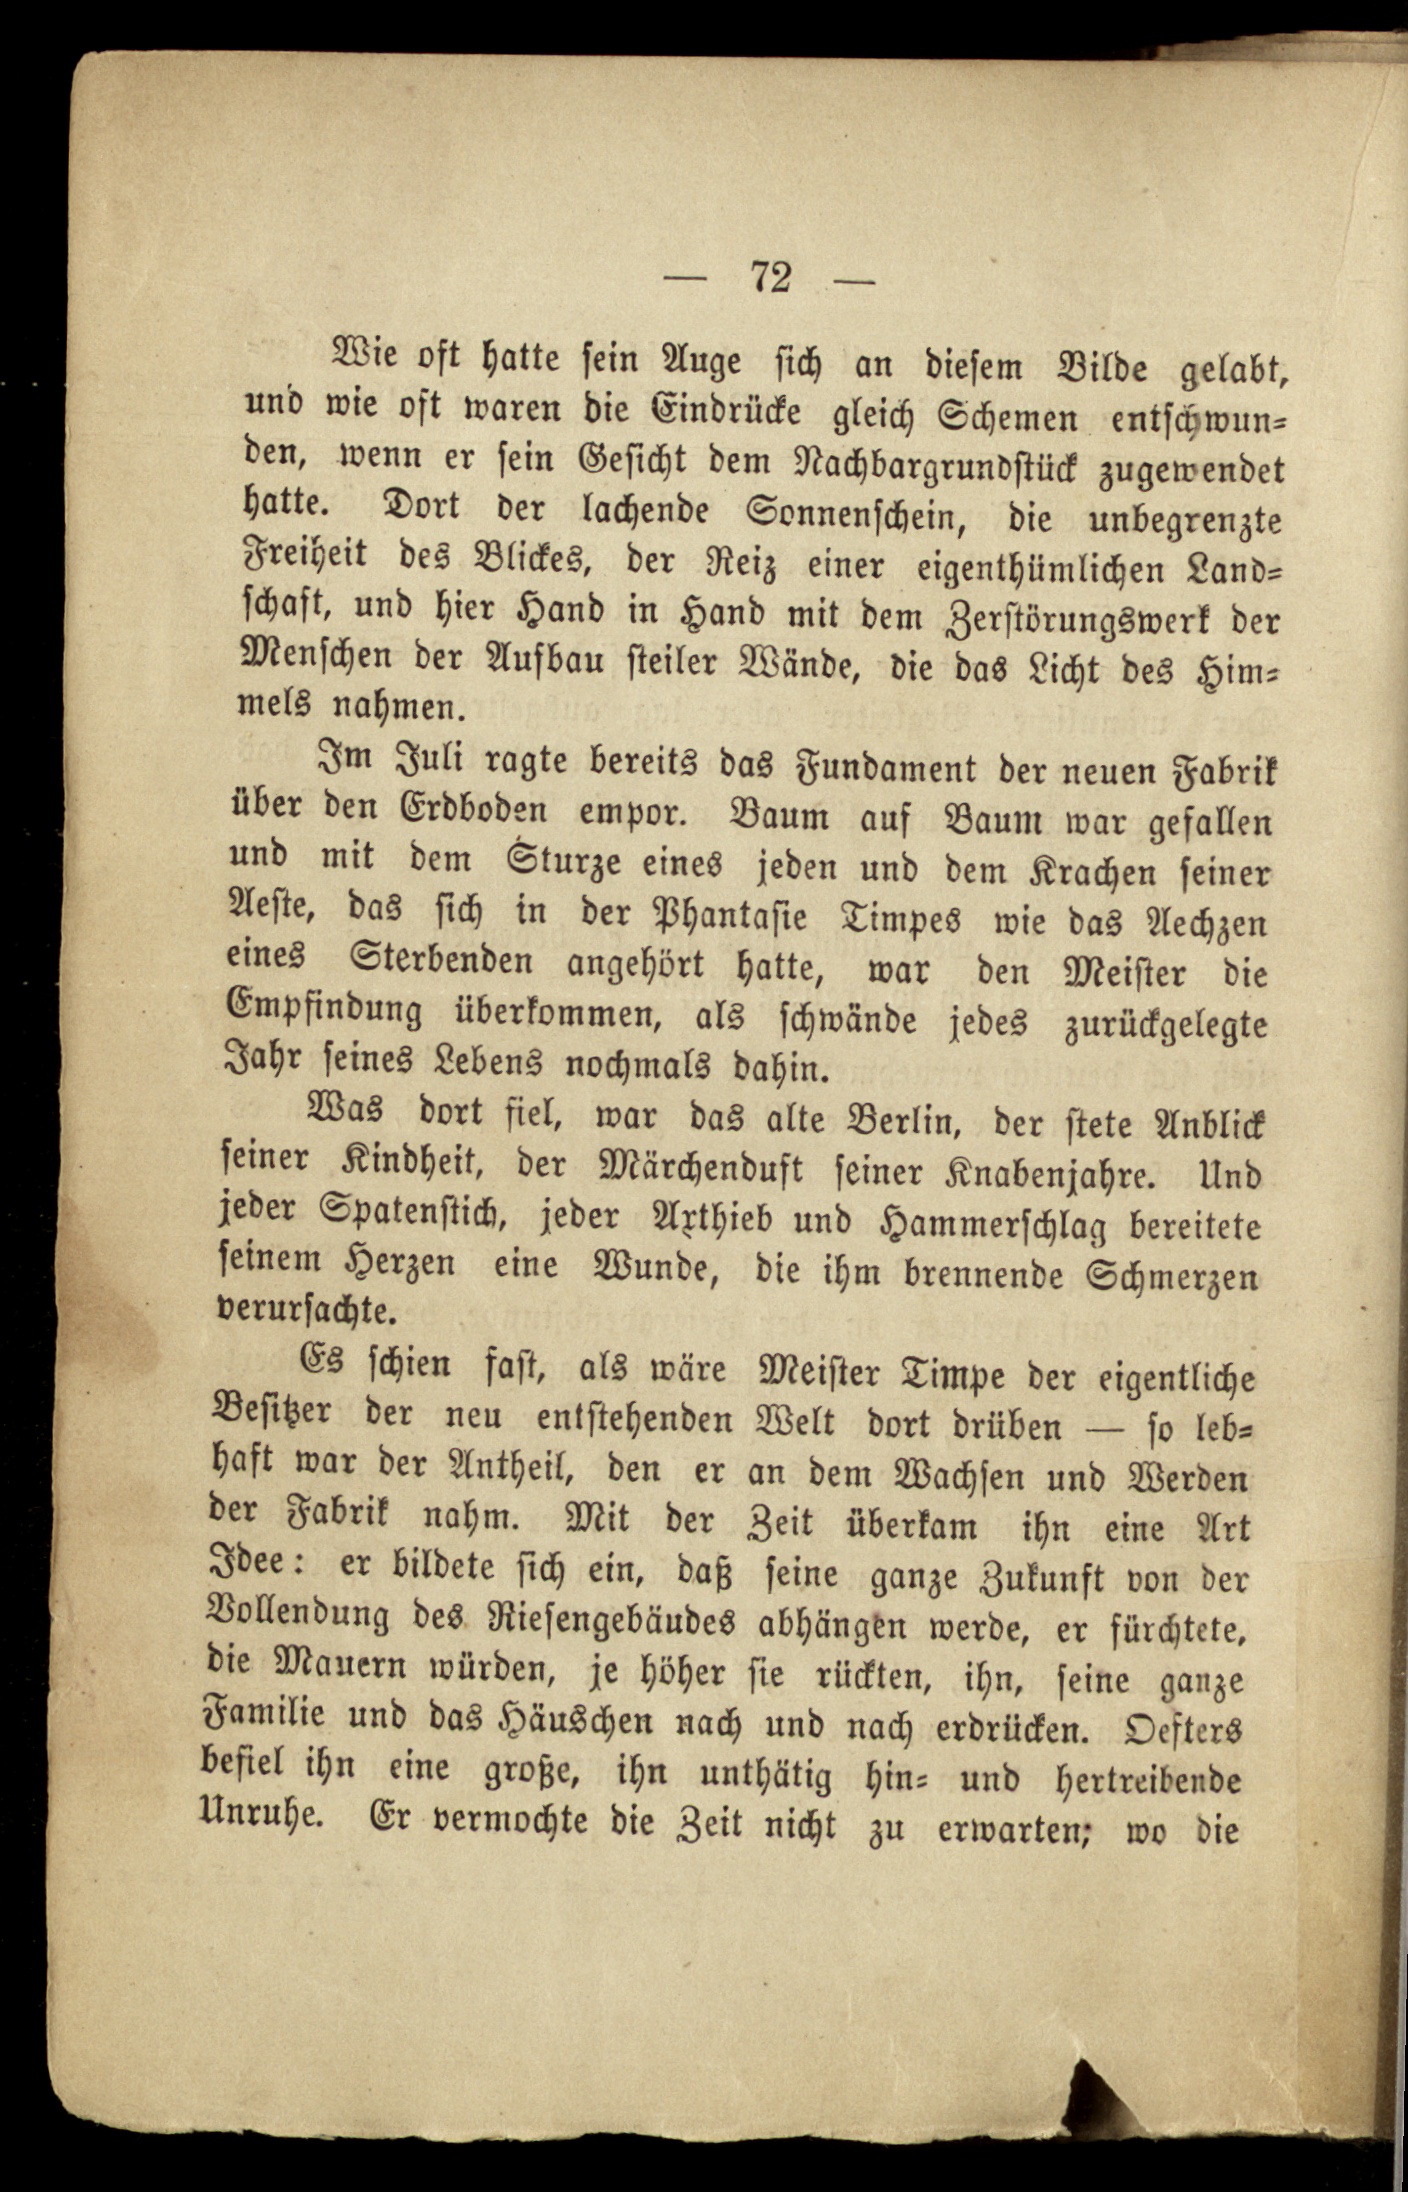 — 72 —
Wie oft hatte sein Auge sich an diesem Bilde gelabt,
und wie oft waren die Eindrücke gleich Schemen entschwun-
den, wenn er sein Gesicht dem Nachbargrundstück zugewendet
hatte. Dort der lachende Sonnenschein, die unbegrenzte
Freiheit des Blickes, der Reiz einer eigenthümlichen Land-
schaft, und hier Hand in Hand mit dem Zerstörungswerk der
Menschen der Aufbau steiler Wände, die das Licht des Him-
mels nahmen.
Im Juli ragte bereits das Fundament der neuen Fabrik
über den Erdboden empor. Baum auf Baum war gefallen
und mit dem Sturze eines jeden und dem Krachen seiner
Aeste, das sich in der Phantasie Timpes wie das Aechzen
eines Sterbenden angehört hatte, war den Meister die
Empfindung überkommen, als schwände jedes zurückgelegte
Jahr seines Lebens nochmals dahin.
Was dort fiel, war das alte Berlin, der stete Anblick
seiner Kindheit, der Märchenduft seiner Knabenjahre. Und
jeder Spatenstich, jeder Axthieb und Hammerschlag bereitete
seinem Herzen eine Wunde, die ihm brennende Schmerzen
verursachte.
Es schien fast, als wäre Meister Timpe der eigentliche
Besitzer der neu entstehenden Welt dort drüben — so leb-
haft war der Antheil, den er an dem Wachsen und Werden
der Fabrik nahm. Mit der Zeit überkam ihn eine Art
Idee: er bildete sich ein, daß seine ganze Zukunft von der
Vollendung des Riesengebäudes abhängen werde, er fürchtete,
die Mauern würden, je höher sie rückten, ihn, seine ganze
Familie und das Häuschen nach und nach erdrücken. Oefters
befiel ihn eine große, ihn unthätig hin- und hertreibende
Unruhe. Er vermochte die Zeit nicht zu erwarten; wo die